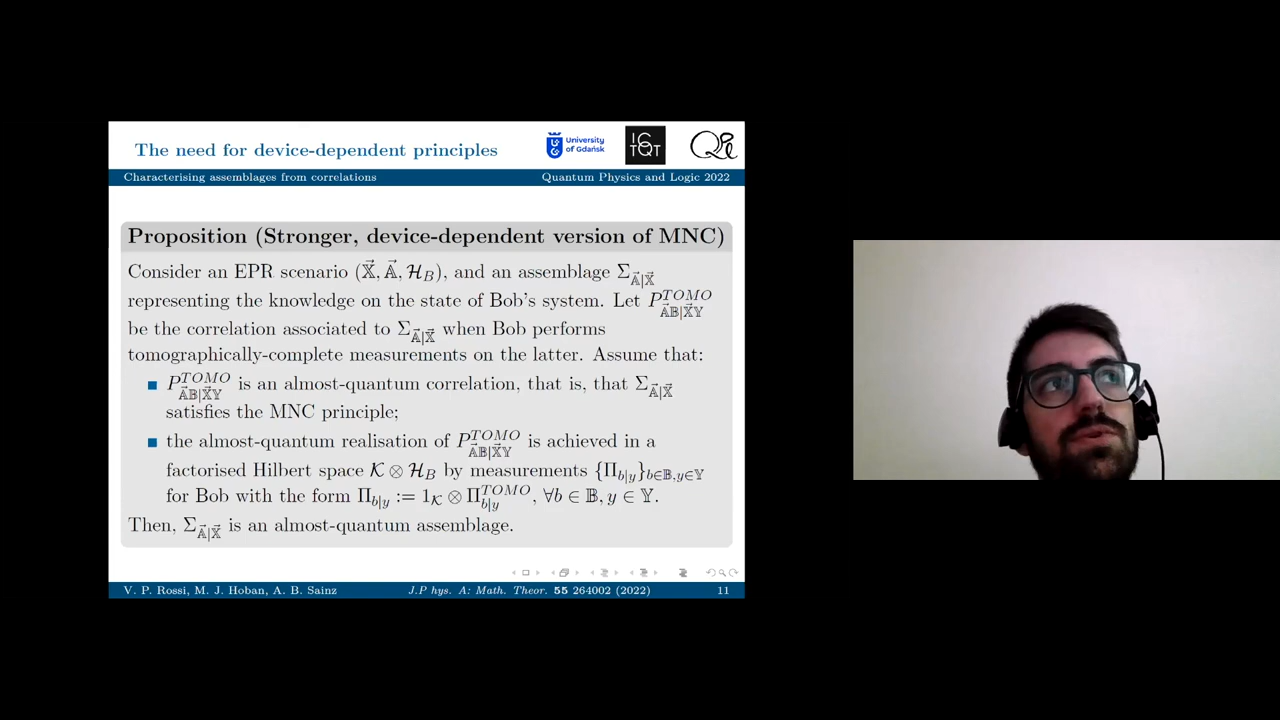 The need for device-dependent principles
University of Gdańsk
IC TQT
Characterising assemblages from correlations
Quantum Physics and Logic 2022
Proposition (Stronger, device-dependent version of MNC)
Consider an EPR scenario (𝕏⃗, 𝔸⃗, ℋ_B), and an assemblage Σ_{𝔸⃗|𝕏⃗}
representing the knowledge on the state of Bob's system. Let P^{TOMO}_{𝔸⃗𝔹|𝕏⃗𝕐}
be the correlation associated to Σ_{𝔸⃗|𝕏⃗} when Bob performs
tomographically-complete measurements on the latter. Assume that:
P^{TOMO}_{𝔸⃗𝔹|𝕏⃗𝕐} is an almost-quantum correlation, that is, that Σ_{𝔸⃗|𝕏⃗}
satisfies the MNC principle;
the almost-quantum realisation of P^{TOMO}_{𝔸⃗𝔹|𝕏⃗𝕐} is achieved in a
factorised Hilbert space 𝒦 ⊗ ℋ_B by measurements {Π_{b|y}}_{b∈𝔹,y∈𝕐}
for Bob with the form Π_{b|y} := 1_𝒦 ⊗ Π^{TOMO}_{b|y}, ∀b ∈ 𝔹, y ∈ 𝕐.
Then, Σ_{𝔸⃗|𝕏⃗} is an almost-quantum assemblage.
V. P. Rossi, M. J. Hoban, A. B. Sainz
J.P hys. A: Math. Theor. 55 264002 (2022)
11